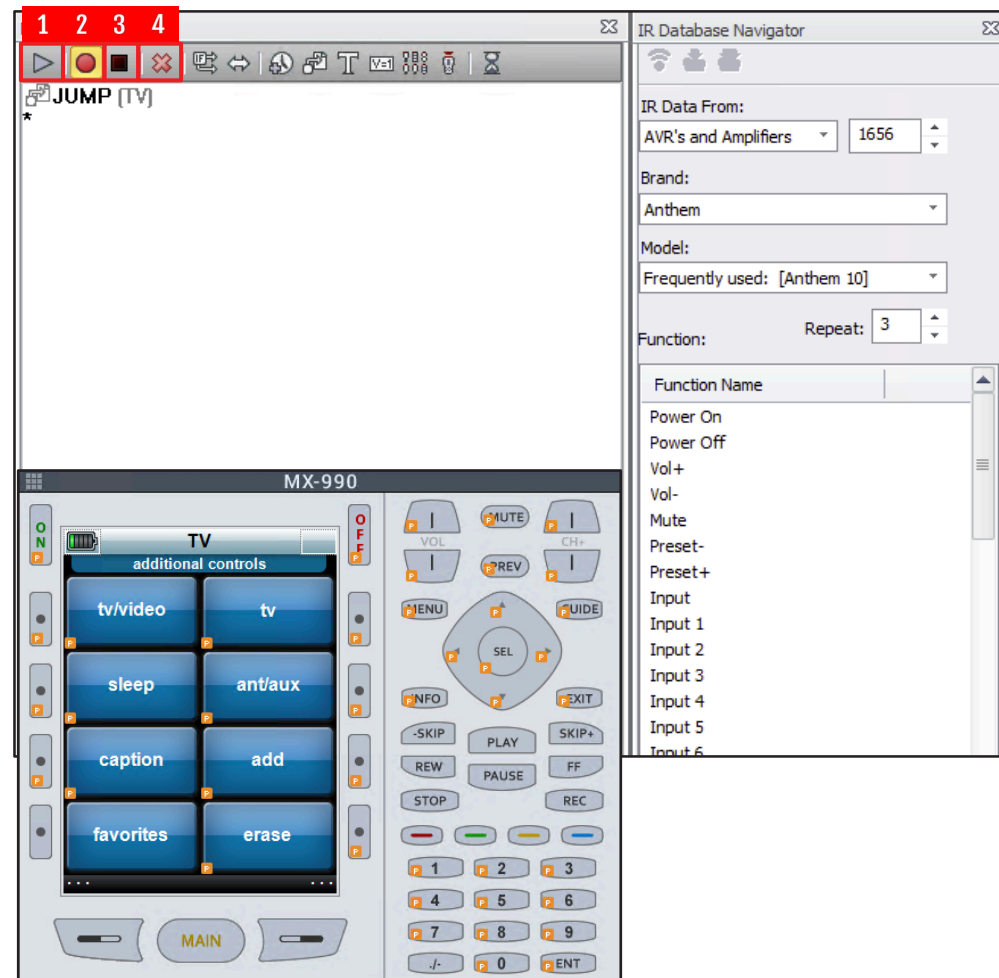 1 2 3 4
IR Database Navigator
JUMP (TV)
*
IR Data From:
AVR's and Amplifiers 1656
Brand:
Anthem
Model:
Frequently used: [Anthem 10]
Function: Repeat: 3
Function Name
Power On
Power Off
Vol+
Vol-
Mute
Preset-
Preset+
Input
Input 1
Input 2
Input 3
Input 4
Input 5
Input 6
MX-990
ON
OFF
TV
additional controls
tv/video tv
sleep ant/aux
caption add
favorites erase
... ...
MAIN
MUTE
VOL CH+
PREV
MENU GUIDE
SEL
INFO EXIT
-SKIP PLAY SKIP+
REW PAUSE FF
STOP REC
1 2 3
4 5 6
7 8 9
./- 0 ENT